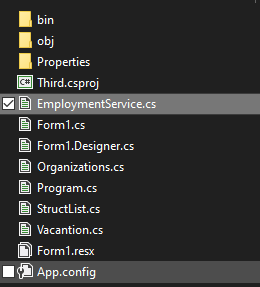 bin
obj
Properties
C# Third.csproj
EmploymentService.cs
Form1.cs
Form1.Designer.cs
Organizations.cs
Program.cs
StructList.cs
Vacantion.cs
Form1.resx
App.config